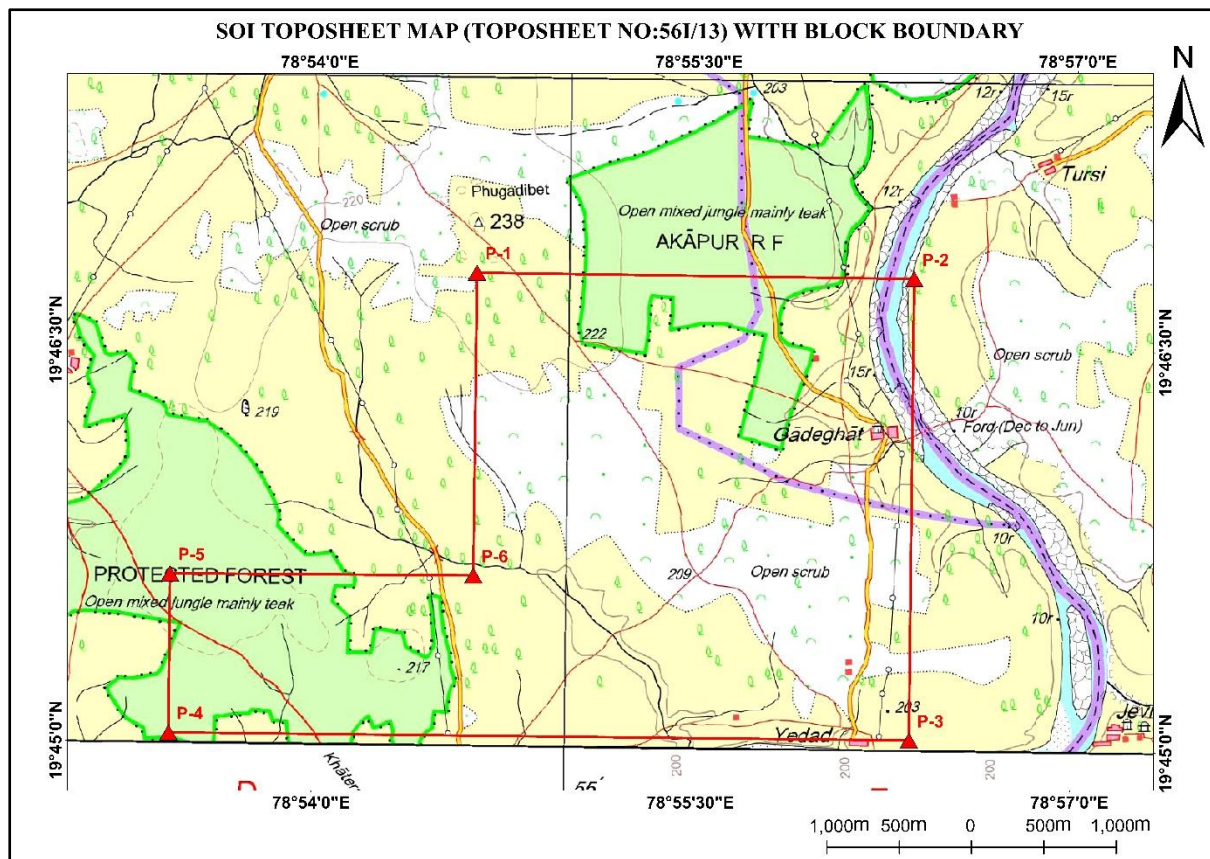 SOI TOPOSHEET MAP (TOPOSHEET NO:56I/13) WITH BLOCK BOUNDARY
N
78°54'0"E 78°55'30"E 78°57'0"E
203
12r
15r
Tursi
Phugadibet
220
Open scrub
238
Open mixed jungle mainly teak
12r
AKĀPUR R F
P-1
P-2
19°46'30"N
19°46'30"N
222
Open scrub
15r
219
10r
Gādeghāt
Ford (Dec to Jun)
10r
P-5
P-6
PROTECTED FOREST
209
Open scrub
Open mixed jungle mainly teak
10r
217
P-4
203
P-3
Yedad
19°45'0"N
19°45'0"N
200
200
200
55′
78°54'0"E 78°55'30"E 78°57'0"E
1,000m 500m 0 500m 1,000m